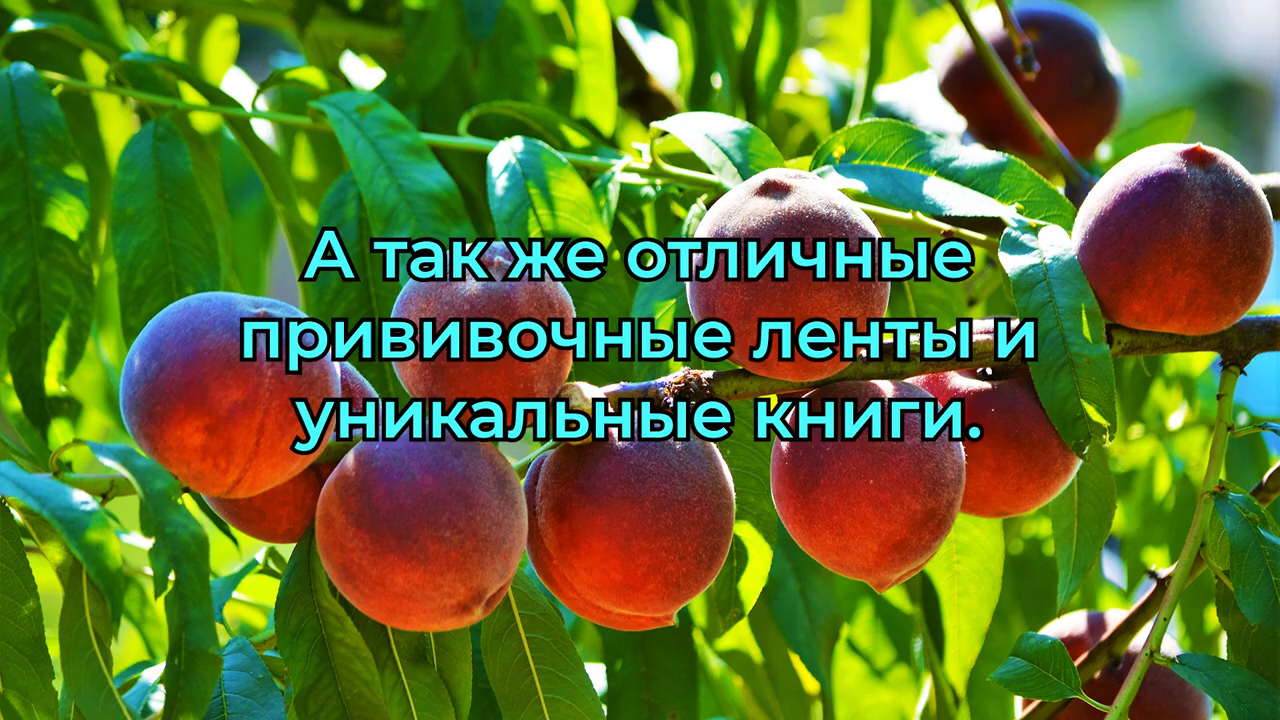 А так же отличные
прививочные ленты и
уникальные книги.